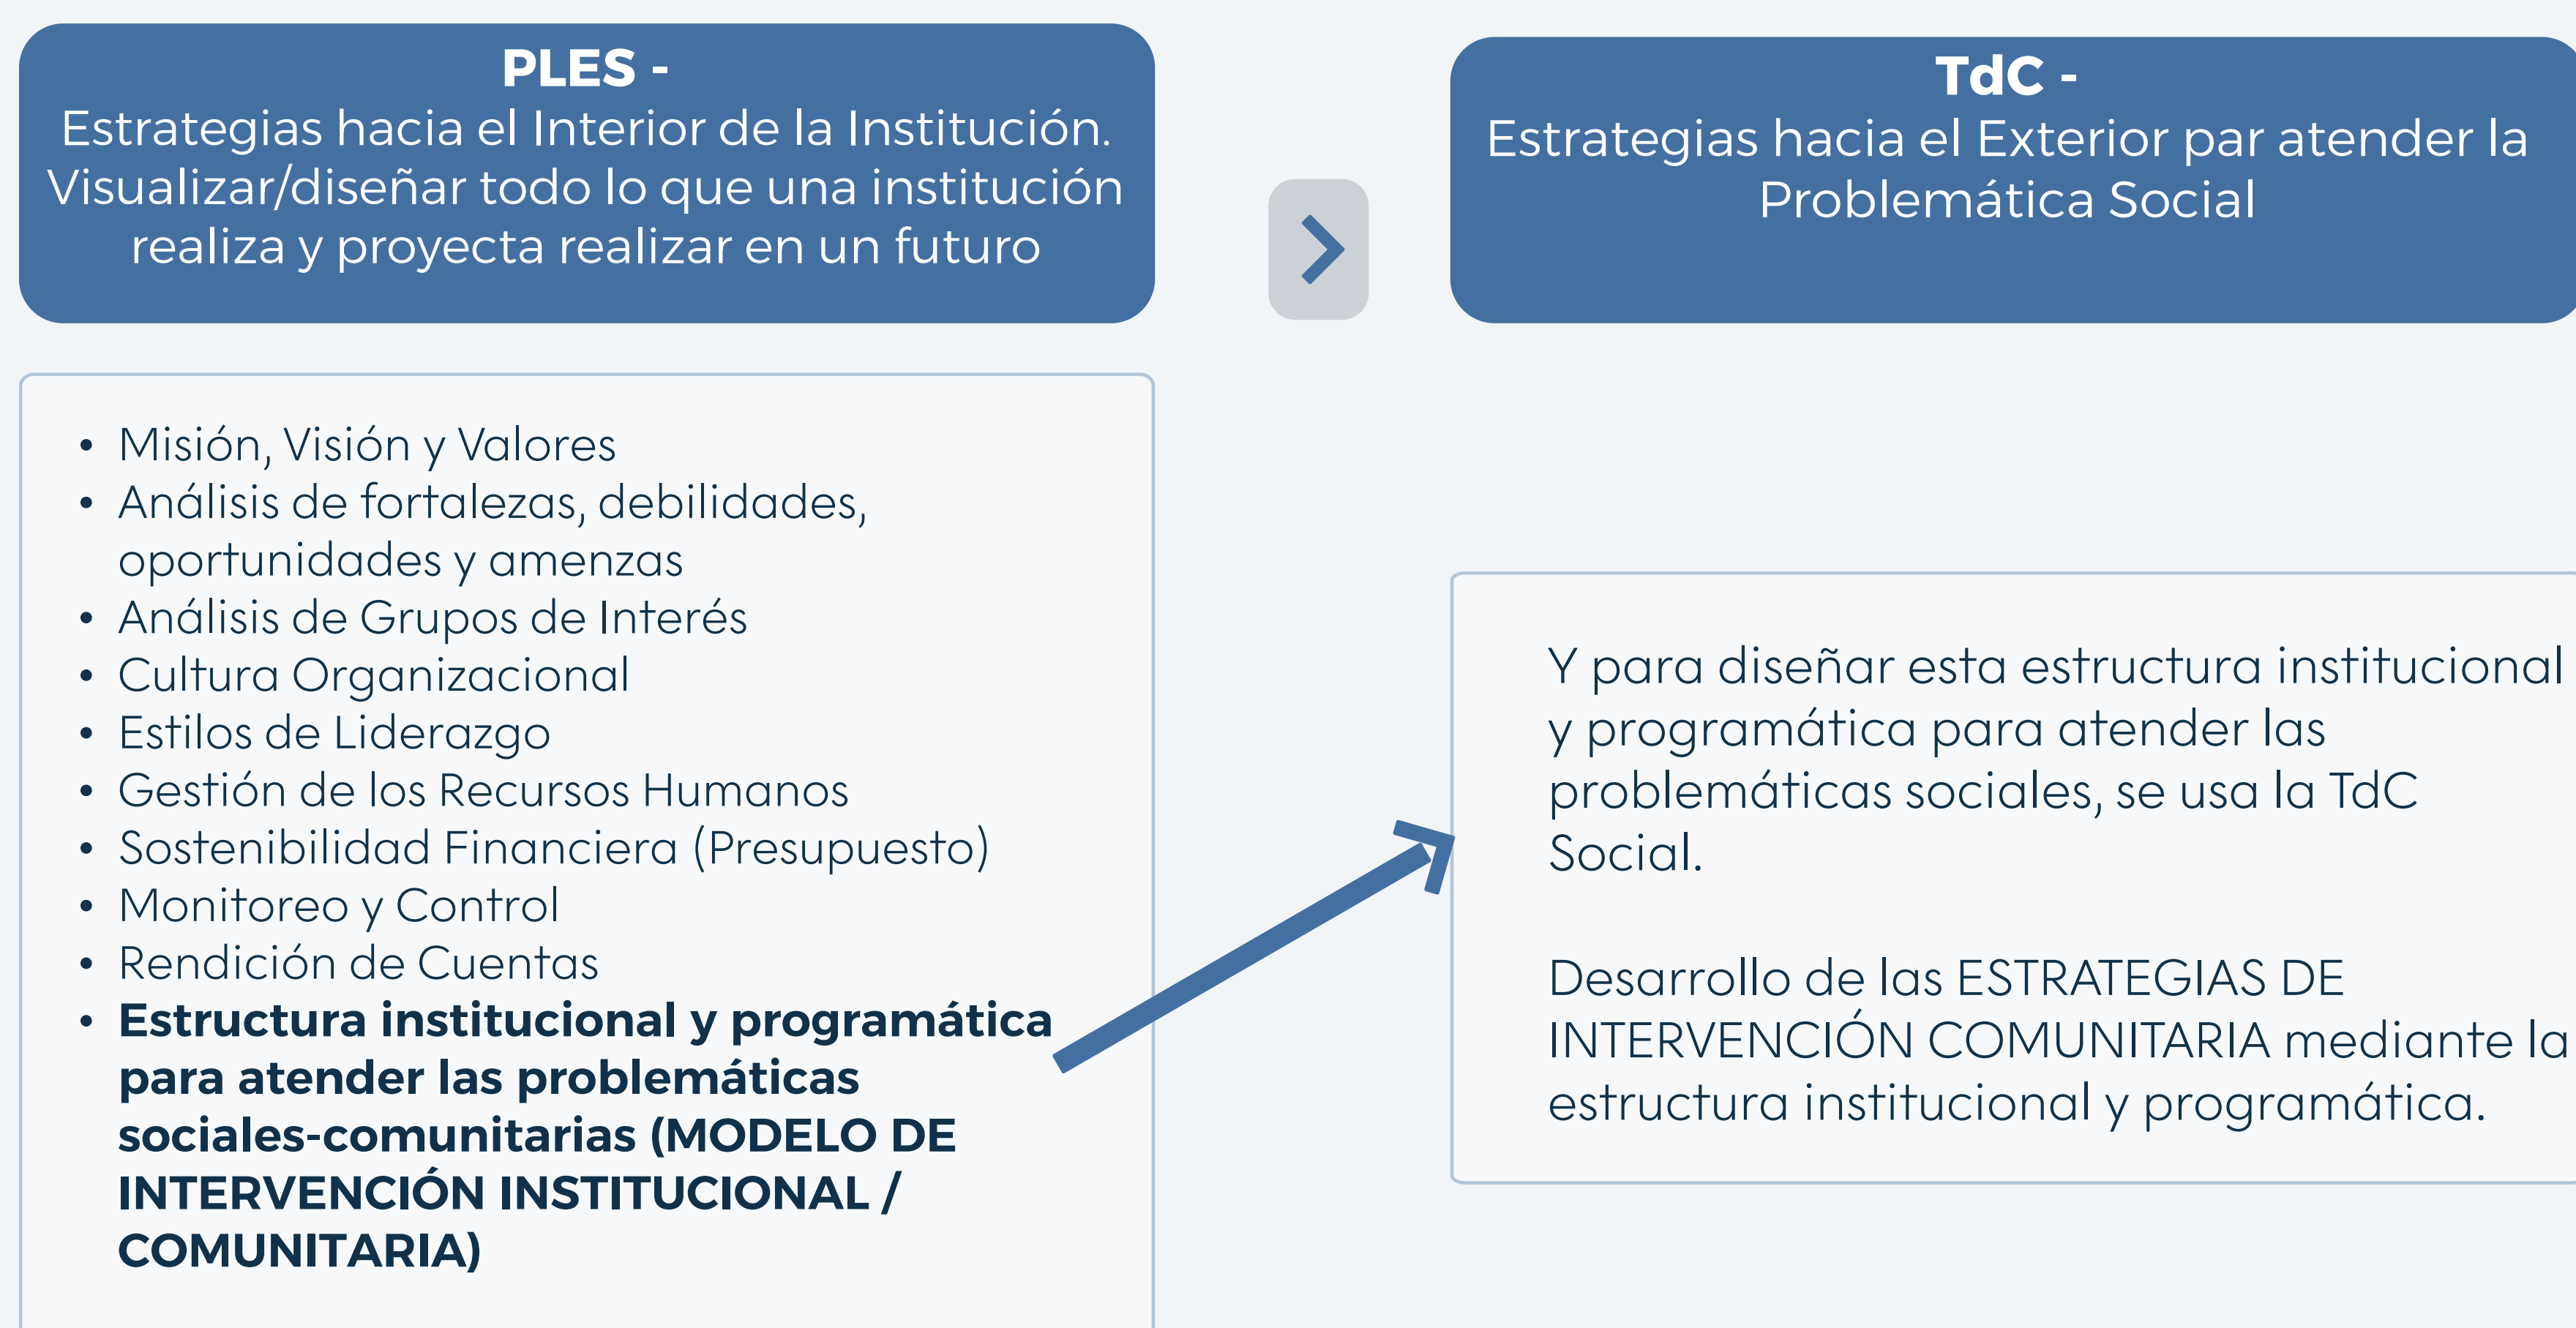 PLES -
Estrategias hacia el Interior de la Institución.
Visualizar/diseñar todo lo que una institución
realiza y proyecta realizar en un futuro
TdC -
Estrategias hacia el Exterior par atender la
Problemática Social
• Misión, Visión y Valores
• Análisis de fortalezas, debilidades,
oportunidades y amenzas
• Análisis de Grupos de Interés
• Cultura Organizacional
• Estilos de Liderazgo
• Gestión de los Recursos Humanos
• Sostenibilidad Financiera (Presupuesto)
• Monitoreo y Control
• Rendición de Cuentas
• Estructura institucional y programática
para atender las problemáticas
sociales-comunitarias (MODELO DE
INTERVENCIÓN INSTITUCIONAL /
COMUNITARIA)
Y para diseñar esta estructura institucional
y programática para atender las
problemáticas sociales, se usa la TdC
Social.
Desarrollo de las ESTRATEGIAS DE
INTERVENCIÓN COMUNITARIA mediante la
estructura institucional y programática.